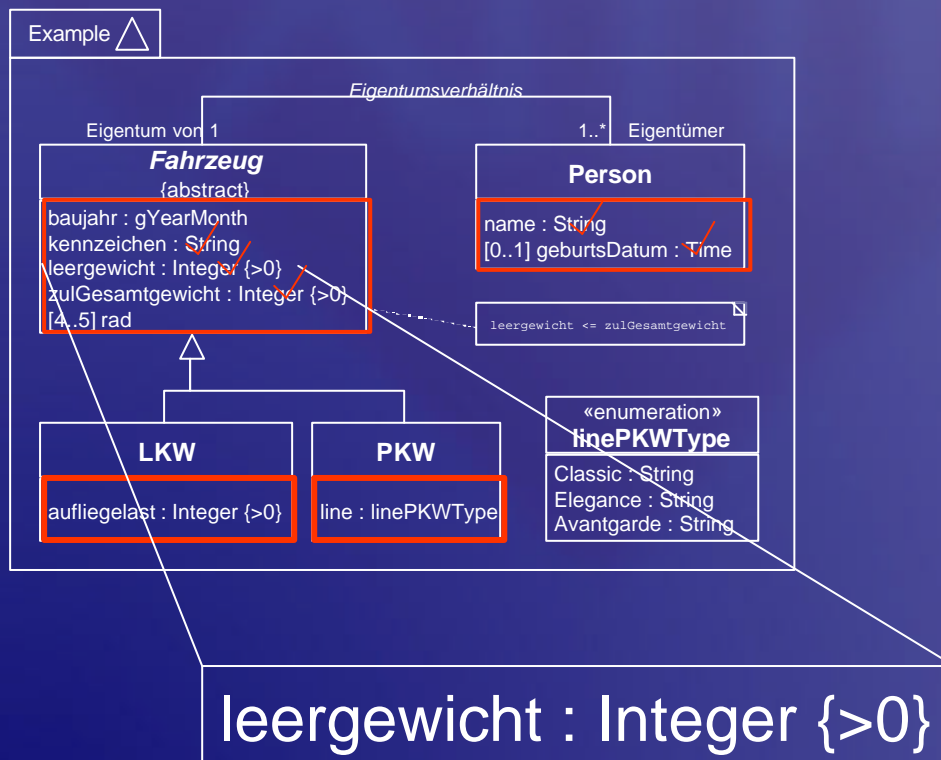 Example
Eigentumsverhältnis
Eigentum von 1
1..* Eigentümer
Fahrzeug
{abstract}
baujahr : gYearMonth
kennzeichen : String
leergewicht : Integer {>0}
zulGesamtgewicht : Integer {>0}
[4..5] rad
Person
name : String
[0..1] geburtsDatum : Time
leergewicht <= zulGesamtgewicht
LKW
aufliegelast : Integer {>0}
PKW
line : linePKWType
«enumeration»
linePKWType
Classic : String
Elegance : String
Avantgarde : String
leergewicht : Integer {>0}